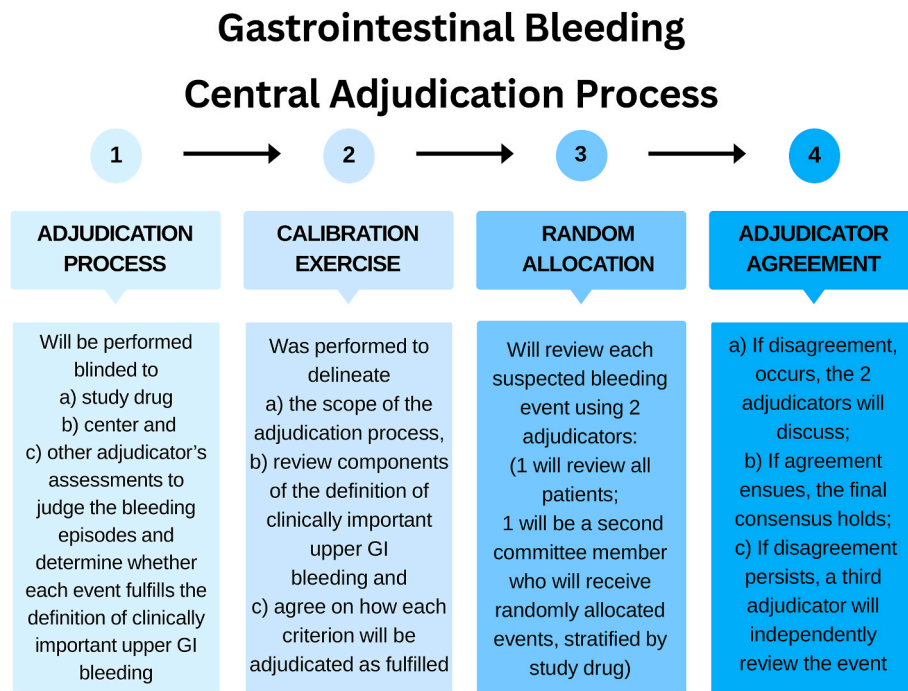 Gastrointestinal Bleeding
Central Adjudication Process
1
2
3
4
ADJUDICATION
PROCESS
Will be performed
blinded to
a) study drug
b) center and
c) other adjudicator's
assessments to
judge the bleeding
episodes and
determine whether
each event fulfills the
definition of clinically
important upper GI
bleeding
CALIBRATION
EXERCISE
Was performed to
delineate
a) the scope of the
adjudication process,
b) review components
of the definition of
clinically important
upper GI
bleeding and
c) agree on how each
criterion will be
adjudicated as fulfilled
RANDOM
ALLOCATION
Will review each
suspected bleeding
event using 2
adjudicators:
(1 will review all
patients;
1 will be a second
committee member
who will receive
randomly allocated
events, stratified by
study drug)
ADJUDICATOR
AGREEMENT
a) If disagreement,
occurs, the 2
adjudicators will
discuss;
b) If agreement
ensues, the final
consensus holds;
c) If disagreement
persists, a third
adjudicator will
independently
review the event